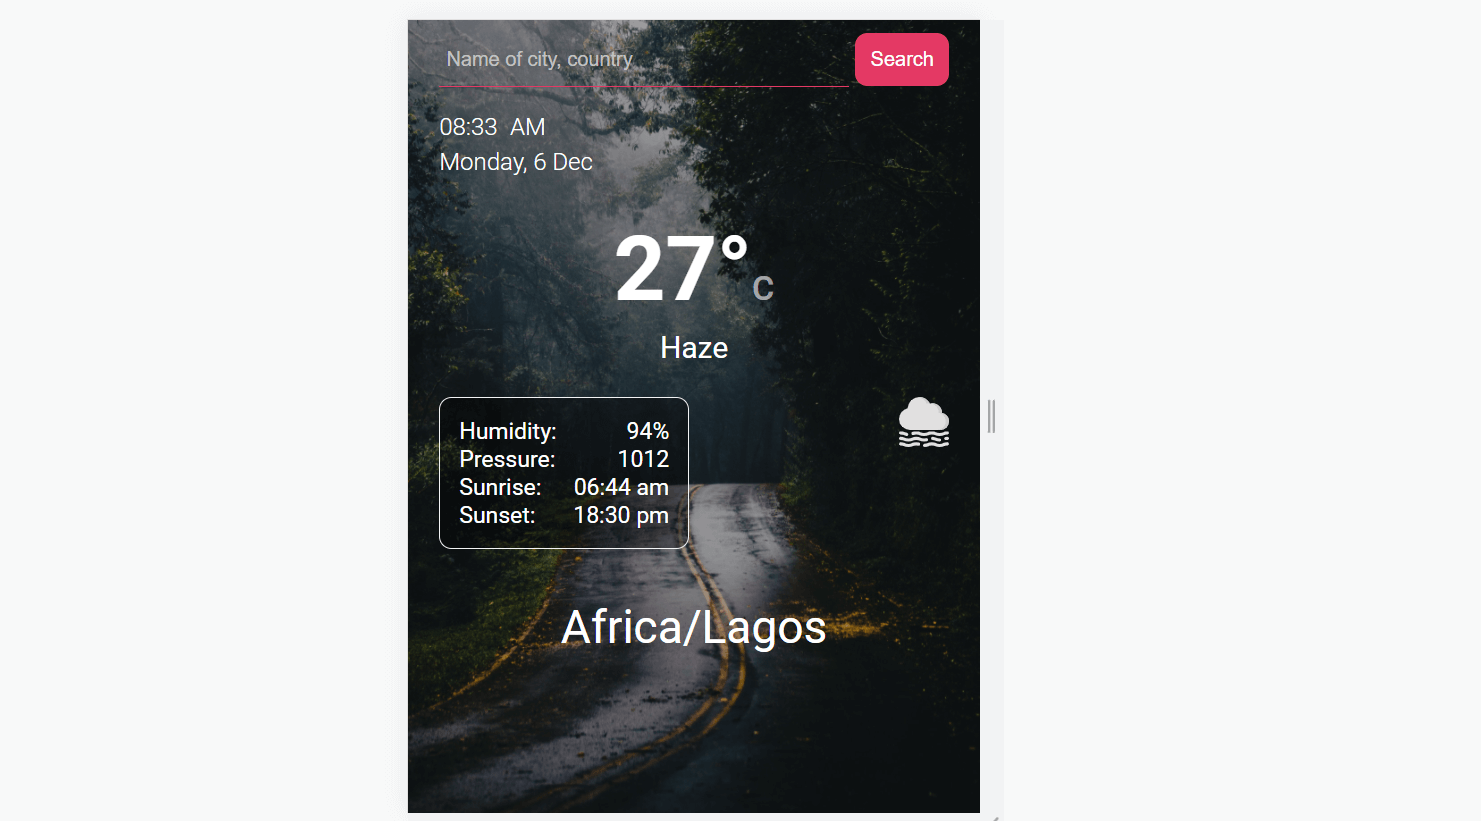 Name of city, country
Search
08:33 AM
Monday, 6 Dec
27°C
Haze
Humidity: 94%
Pressure: 1012
Sunrise: 06:44 am
Sunset: 18:30 pm
Africa/Lagos